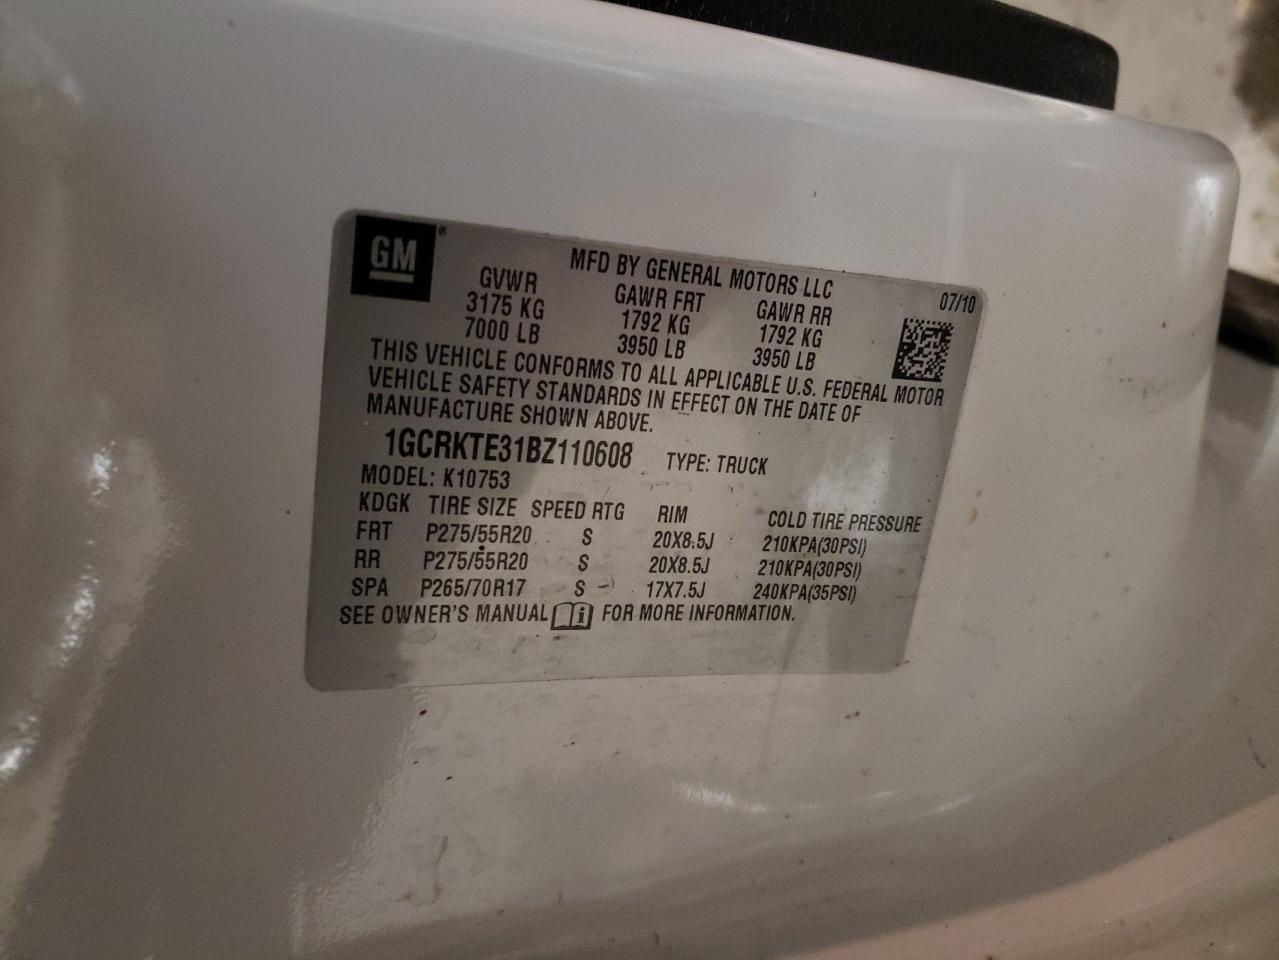 GM®
MFD BY GENERAL MOTORS LLC
07/10
GVWR GAWR FRT GAWR RR
3175 KG 1792 KG 1792 KG
7000 LB 3950 LB 3950 LB
THIS VEHICLE CONFORMS TO ALL APPLICABLE U.S. FEDERAL MOTOR
VEHICLE SAFETY STANDARDS IN EFFECT ON THE DATE OF
MANUFACTURE SHOWN ABOVE.
1GCRKTE31BZ110608 TYPE: TRUCK
MODEL: K10753
KDGK TIRE SIZE SPEED RTG RIM COLD TIRE PRESSURE
FRT P275/55R20 S 20X8.5J 210KPA(30PSI)
RR P275/55R20 S 20X8.5J 210KPA(30PSI)
SPA P265/70R17 S 17X7.5J 240KPA(35PSI)
SEE OWNER'S MANUAL FOR MORE INFORMATION.